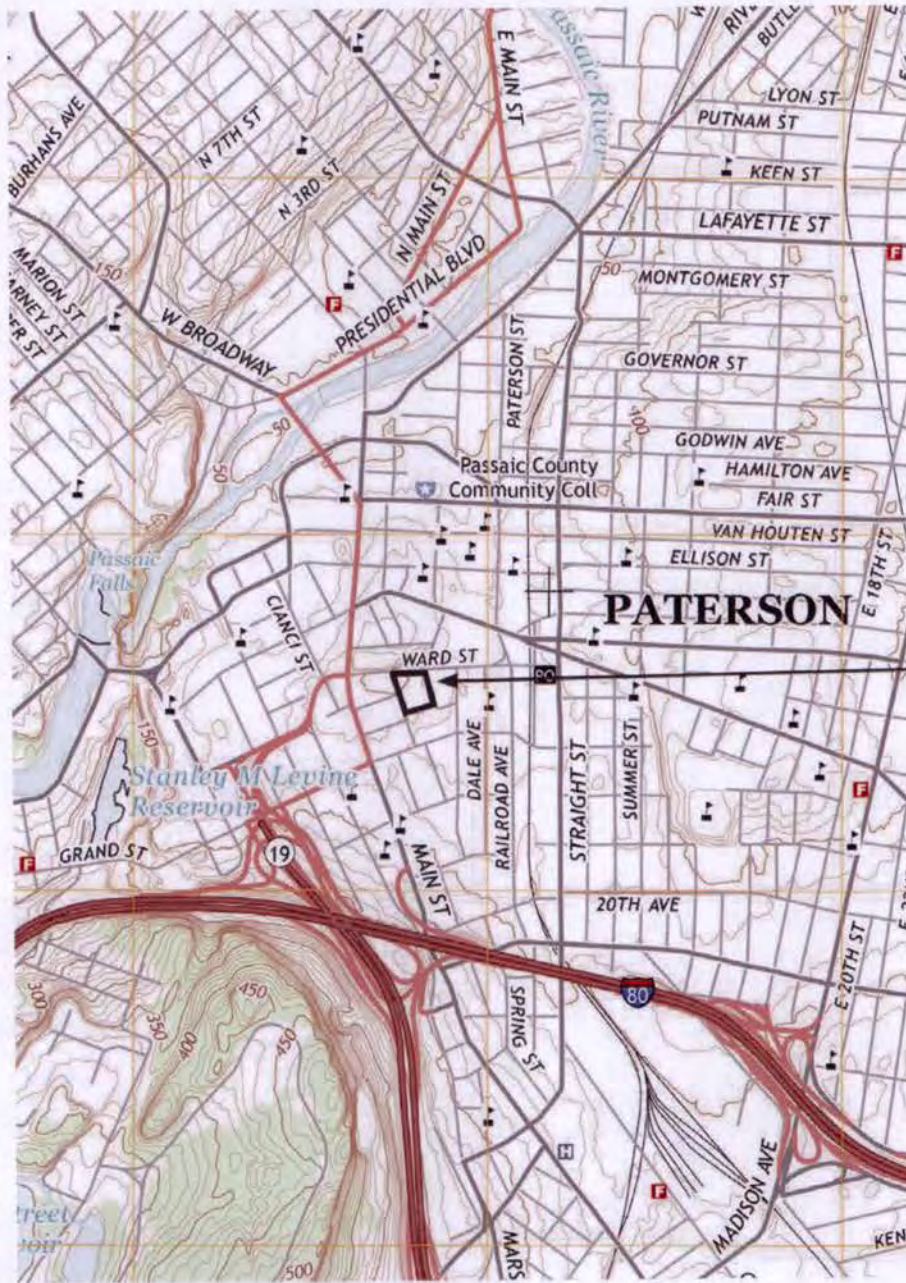 E MAIN ST
Passaic River
LYON ST
PUTNAM ST
BURHANS AVE
N 7TH ST
KEEN ST
N 3RD ST
N MAIN ST
LAFAYETTE ST
F
MARION ST
150
50
MONTGOMERY ST
F
PRESIDENTIAL BLVD
W BROADWAY
PATERSON ST
GOVERNOR ST
50
50
400
GODWIN AVE
Passaic County
Community Coll
HAMILTON AVE
FAIR ST
VAN HOUTEN ST
ELLISON ST
E 18TH ST
Passaic
Falls
CIANCI ST
PATERSON
WARD ST
150
DALE AVE
RAILROAD AVE
STRAIGHT ST
SUMMER ST
Stanley M Levine
Reservoir
F
GRAND ST
F
19
MAIN ST
20TH AVE
E 20TH ST
300
350
400
450
450
80
SPRING ST
H
F
MADISON AVE
500